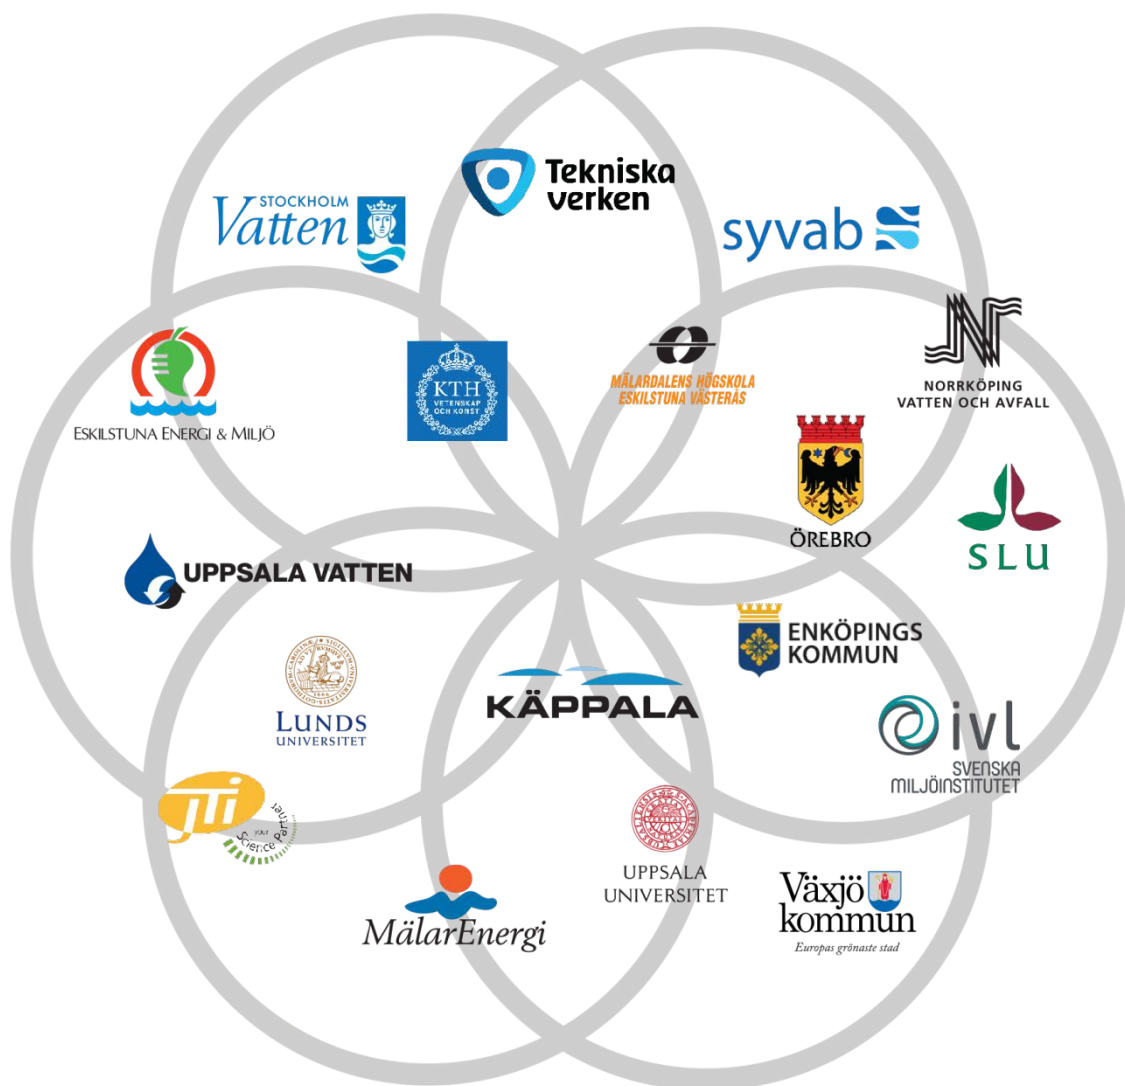 STOCKHOLM
Vatten
Tekniska
verken
syvab
ESKILSTUNA ENERGI & MILJÖ
KTH
VETENSKAP
OCH KONST
MÄLARDALENS HÖGSKOLA
ESKILSTUNA VÄSTERÅS
NORRKÖPING
VATTEN OCH AVFALL
ÖREBRO
SLU
UPPSALA VATTEN
ENKÖPINGS
KOMMUN
LUNDS
UNIVERSITET
KÄPPALA
ivl
SVENSKA
MILJÖINSTITUTET
jti
your
Science Partner
MälarEnergi
UPPSALA
UNIVERSITET
Växjö
kommun
Europas grönaste stad